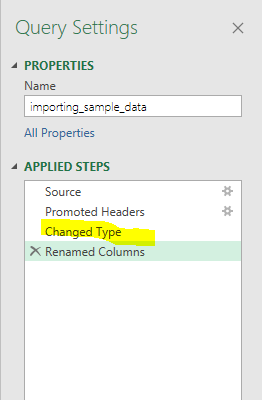 Query Settings
PROPERTIES
Name
importing_sample_data
All Properties
APPLIED STEPS
Source
Promoted Headers
Changed Type
Renamed Columns